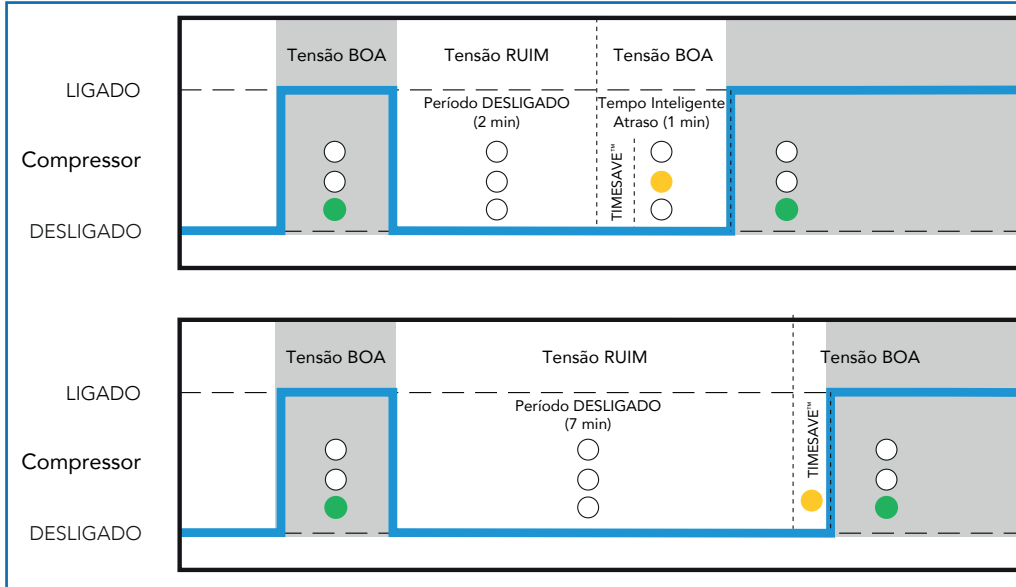 Tensão BOA
Tensão RUIM
Tensão BOA
LIGADO
Período DESLIGADO
(2 min)
Tempo Inteligente
Atraso (1 min)
Compressor
TIMESAVE™
DESLIGADO
Tensão BOA
Tensão RUIM
Tensão BOA
LIGADO
Período DESLIGADO
(7 min)
Compressor
TIMESAVE™
DESLIGADO